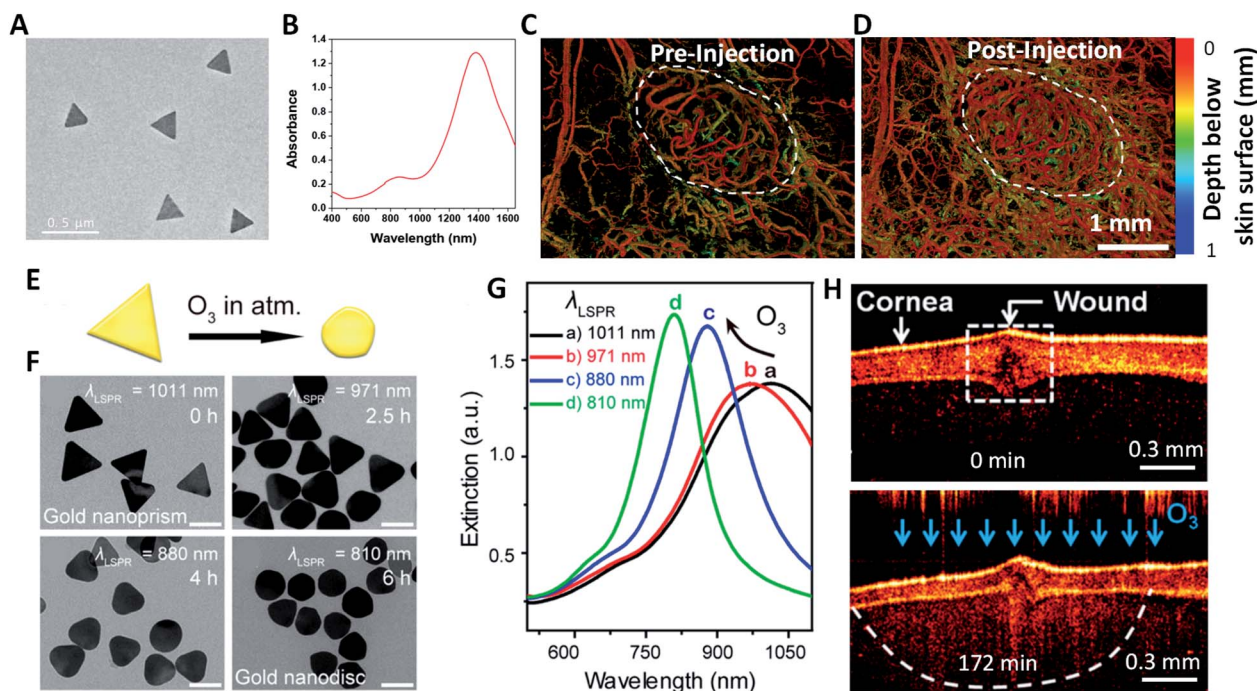 A
0.5 μm
B
Absorbance
1.4
1.2
1.0
0.8
0.6
0.4
0.2
0.0
400 600 800 1000 1200 1400 1600
Wavelength (nm)
C
Pre-Injection
D
Post-Injection
1 mm
0
1
Depth below
skin surface (mm)
E
O₃ in atm.
F
λLSPR = 1011 nm
0 h
Gold nanoprism
λLSPR = 971 nm
2.5 h
λLSPR = 880 nm
4 h
λLSPR = 810 nm
6 h
Gold nanodisc
G
Extinction (a.u.)
1.5
1.0
0.5
λLSPR
a) 1011 nm
b) 971 nm
c) 880 nm
d) 810 nm
d
c
O₃
b
a
600 750 900 1050
Wavelength (nm)
H
Cornea
Wound
0 min
0.3 mm
O₃
172 min
0.3 mm